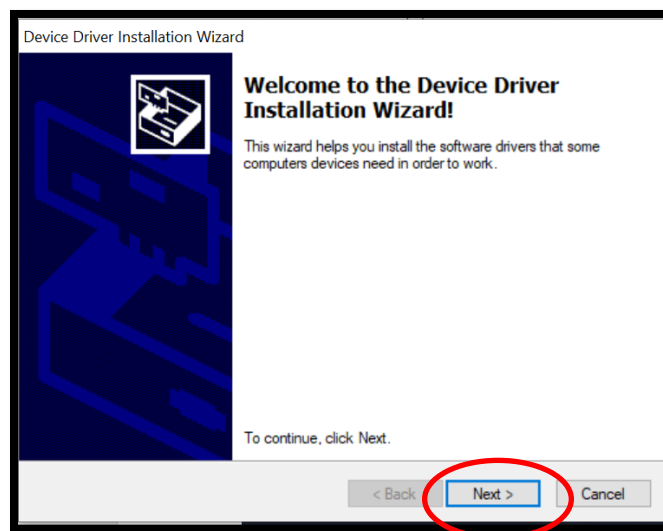 Device Driver Installation Wizard
Welcome to the Device Driver
Installation Wizard!
This wizard helps you install the software drivers that some
computers devices need in order to work.
To continue, click Next.
< Back
Next >
Cancel